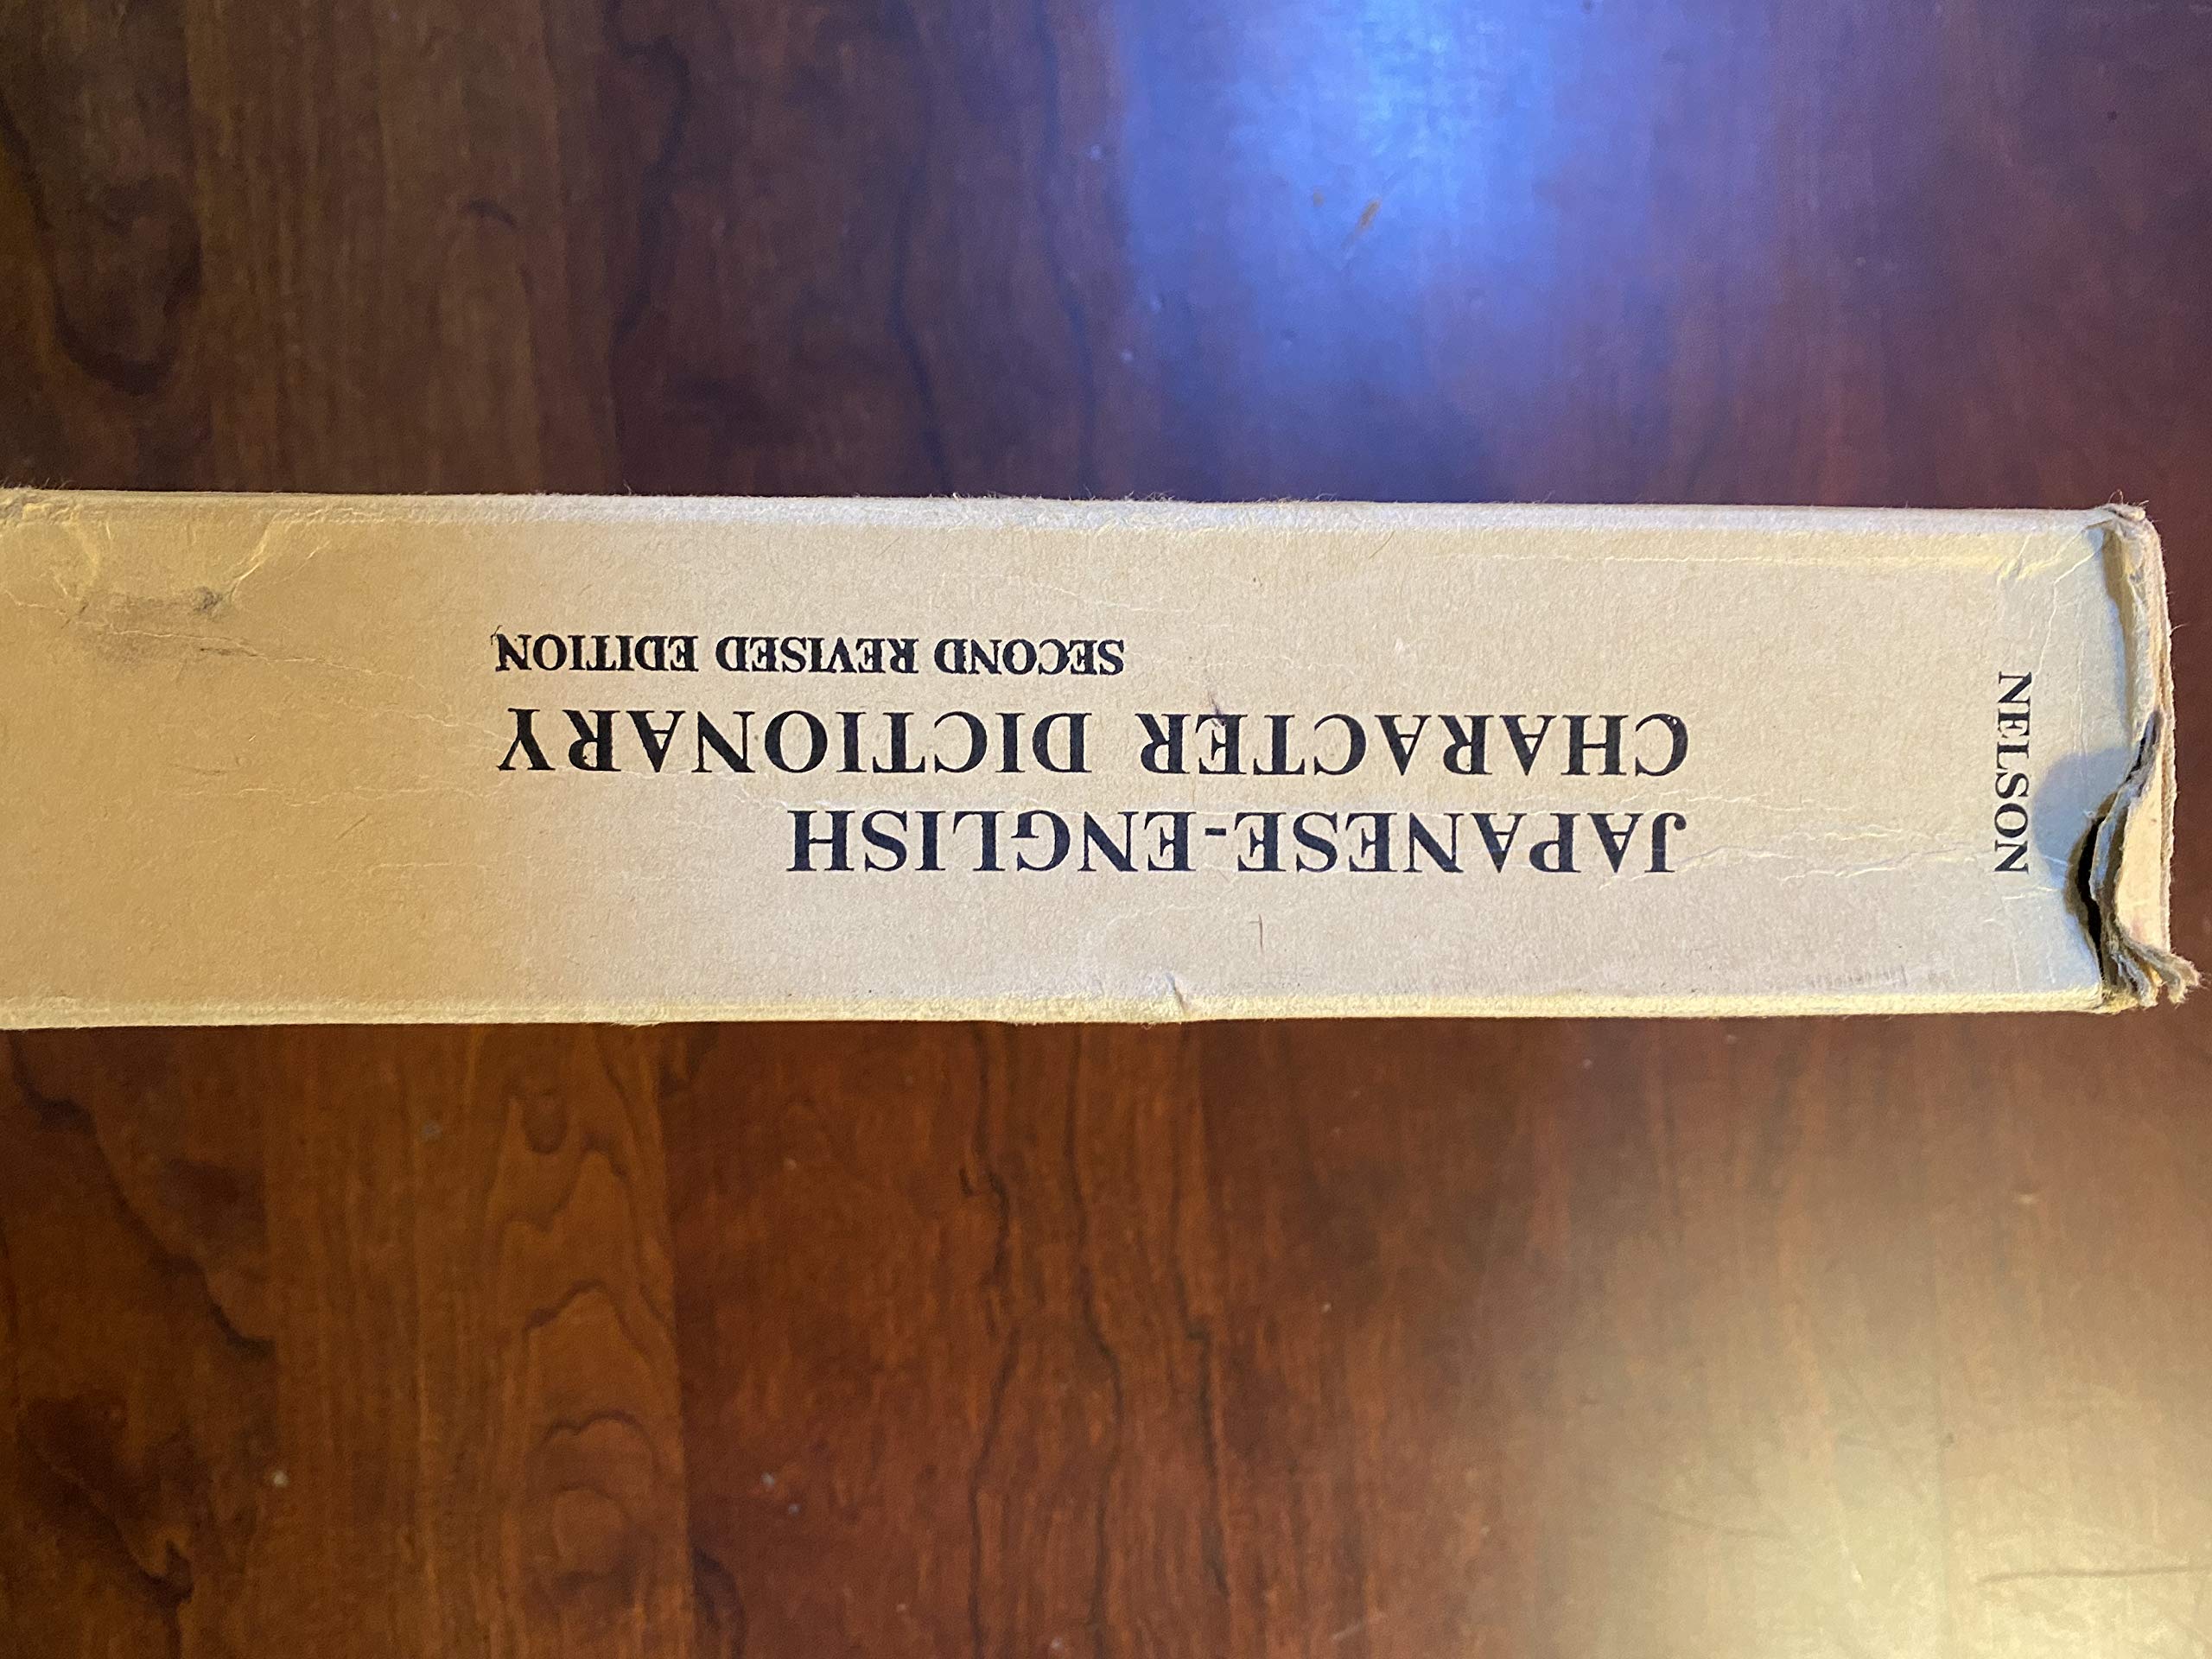 NELSON
JAPANESE-ENGLISH
CHARACTER DICTIONARY
SECOND REVISED EDITION